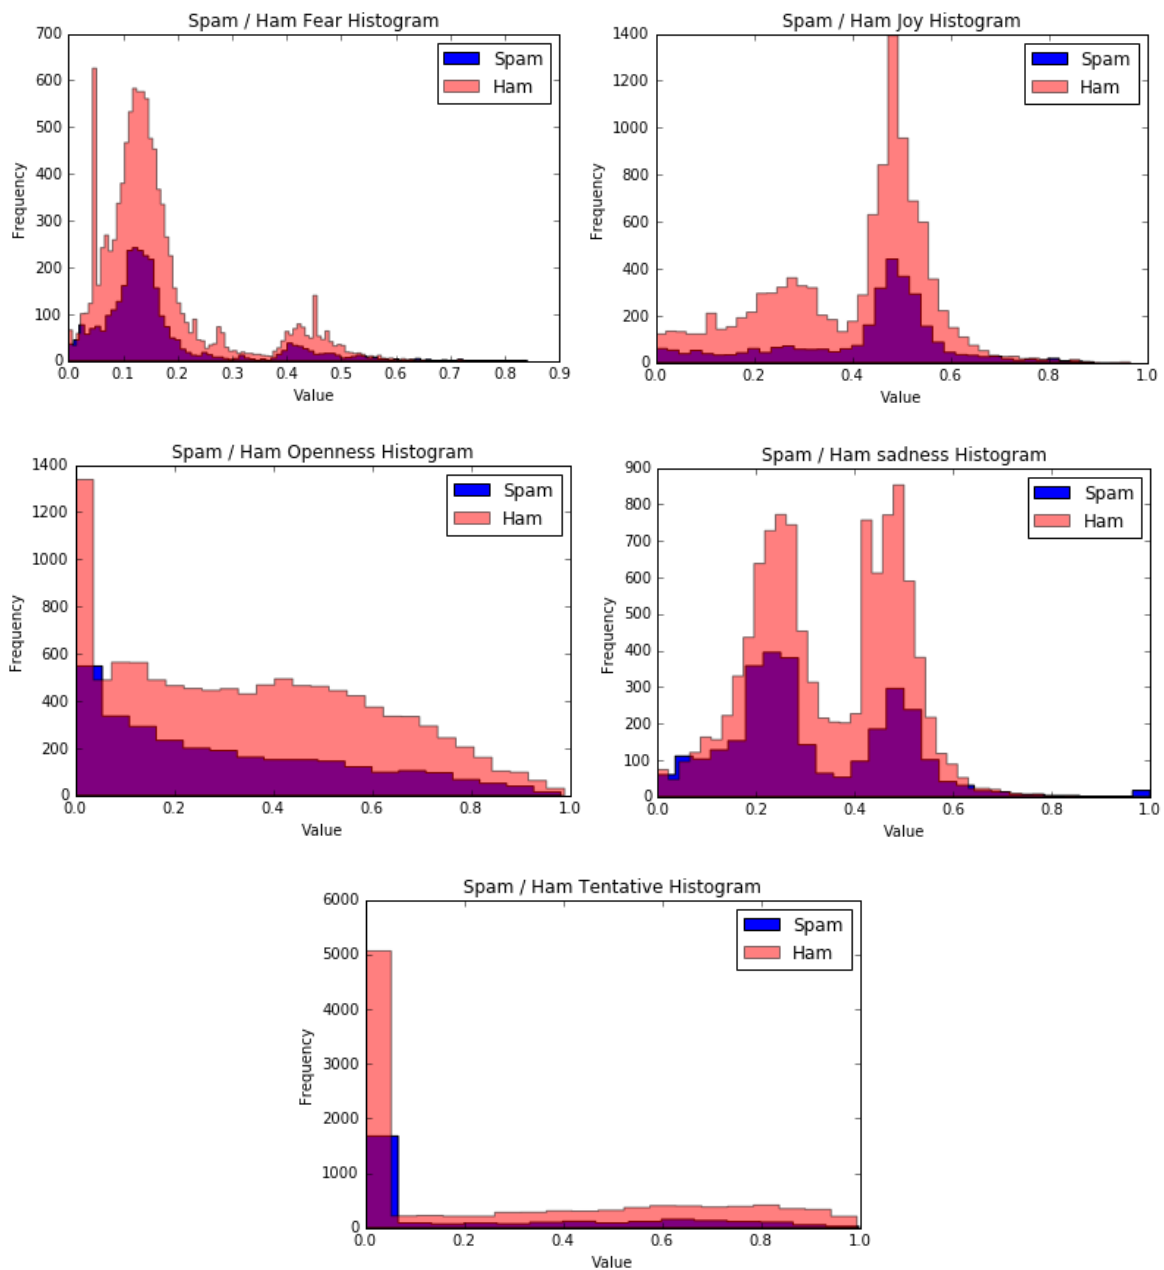 Spam / Ham Fear Histogram
700
600
500
400
300
200
100
0
Frequency
0.0 0.1 0.2 0.3 0.4 0.5 0.6 0.7 0.8 0.9
Value
Spam
Ham
Spam / Ham Joy Histogram
1400
1200
1000
800
600
400
200
0
Frequency
0.0 0.2 0.4 0.6 0.8 1.0
Value
Spam
Ham
Spam / Ham Openness Histogram
1400
1200
1000
800
600
400
200
0
Frequency
0.0 0.2 0.4 0.6 0.8 1.0
Value
Spam
Ham
Spam / Ham sadness Histogram
900
800
700
600
500
400
300
200
100
0
Frequency
0.0 0.2 0.4 0.6 0.8 1.0
Value
Spam
Ham
Spam / Ham Tentative Histogram
6000
5000
4000
3000
2000
1000
0
Frequency
0.0 0.2 0.4 0.6 0.8 1.0
Value
Spam
Ham